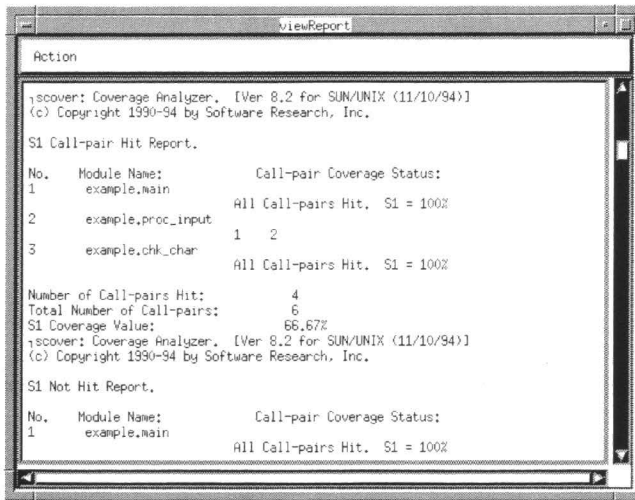 viewReport
Action
scover: Coverage Analyzer. [Ver 8.2 for SUN/UNIX (11/10/94)]
(c) Copyright 1990-94 by Software Research, Inc.
S1 Call-pair Hit Report.
No. Module Name: Call-pair Coverage Status:
1 example.main
All Call-pairs Hit. S1 = 100%
2 example.proc_input
1 2
3 example.chk_char
All Call-pairs Hit. S1 = 100%
Number of Call-pairs Hit: 4
Total Number of Call-pairs: 6
S1 Coverage Value: 66.67%
scover: Coverage Analyzer. [Ver 8.2 for SUN/UNIX (11/10/94)]
(c) Copyright 1990-94 by Software Research, Inc.
S1 Not Hit Report.
No. Module Name: Call-pair Coverage Status:
1 example.main
All Call-pairs Hit. S1 = 100%